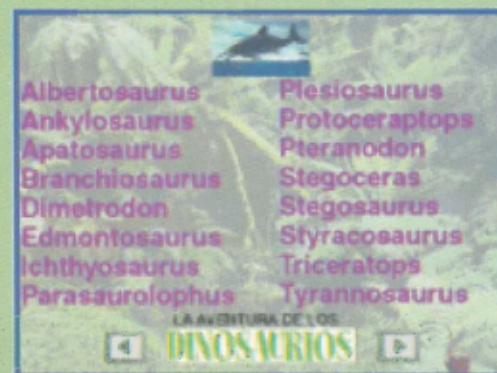 Albertosaurus
Ankylosaurus
Apatosaurus
Branchiosaurus
Dimetrodon
Edmontosaurus
Ichthyosaurus
Parasaurolophus
Plesiosaurus
Protoceraptops
Pteranodon
Stegoceras
Stegosaurus
Styracosaurus
Triceratops
Tyrannosaurus
LA AVENTURA DE LOS
DINOSAURIOS